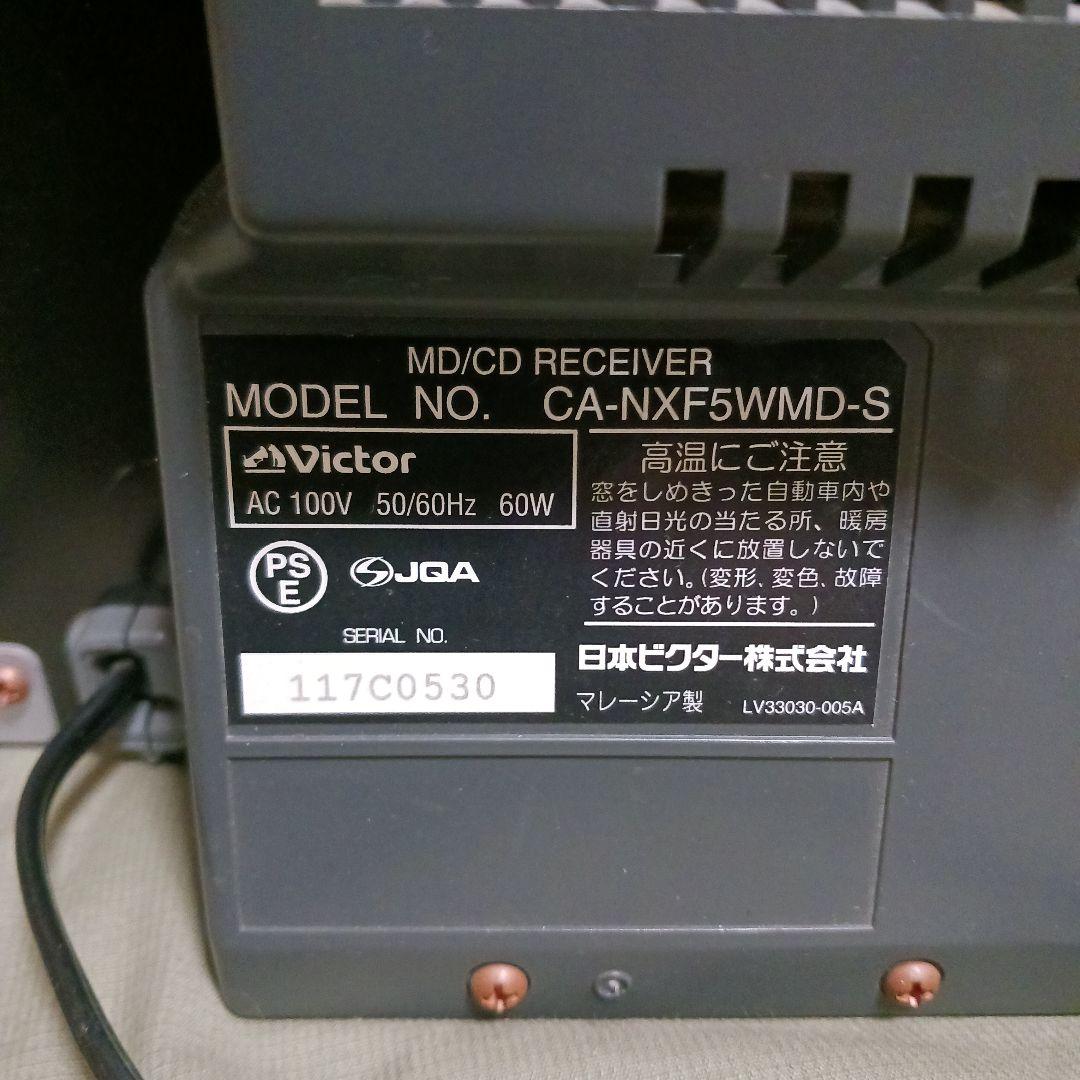 MD/CD RECEIVER
MODEL NO. CA-NXF5WMD-S
Victor
AC 100V 50/60Hz 60W
PS
E
JQA
SERIAL NO.
117C0530
高温にご注意
窓をしめきった自動車内や
直射日光の当たる所、暖房
器具の近くに放置しないで
ください。(変形、変色、故障
することがあります。)
日本ビクター株式会社
マレーシア製 LV33030-005A